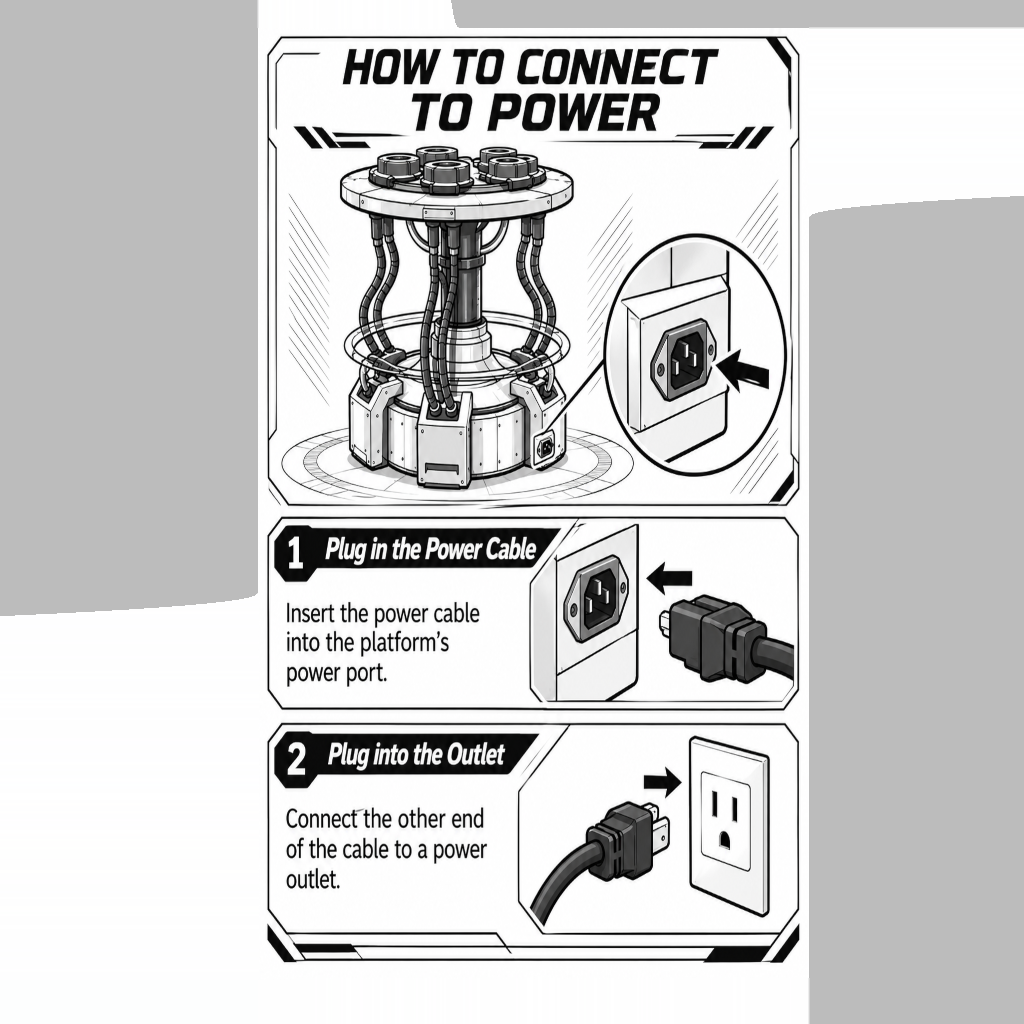 HOW TO CONNECT
TO POWER
1 Plug in the Power Cable
Insert the power cable
into the platform's
power port.
2 Plug into the Outlet
Connect the other end
of the cable to a power
outlet.